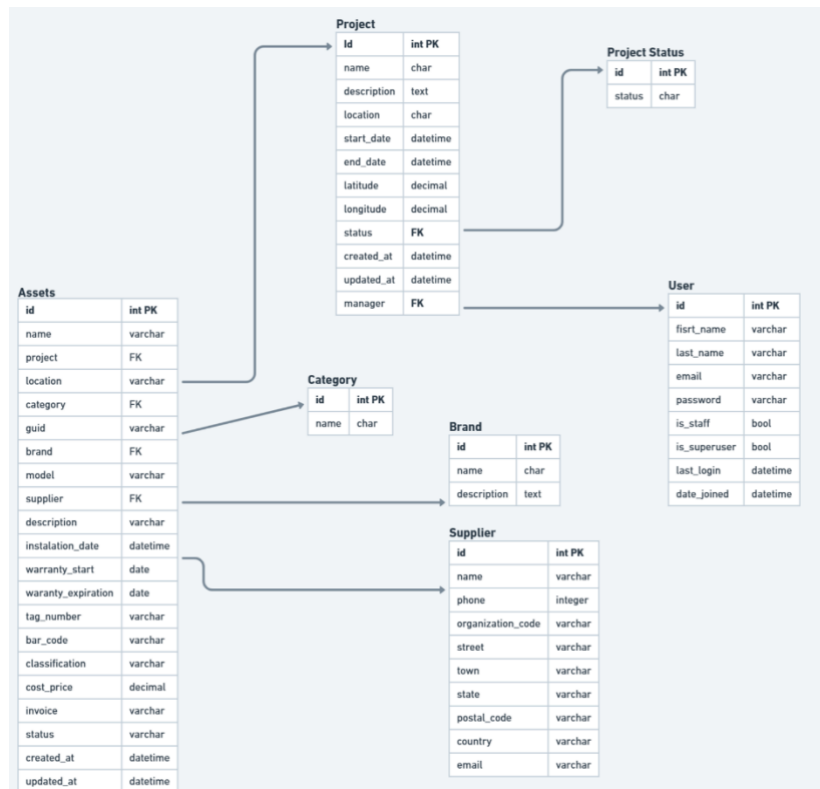 Project
Id int PK
name char
description text
location char
start_date datetime
end_date datetime
latitude decimal
longitude decimal
status FK
created_at datetime
updated_at datetime
manager FK
Project Status
id int PK
status char
User
id int PK
fisrt_name varchar
last_name varchar
email varchar
password varchar
is_staff bool
is_superuser bool
last_login datetime
date_joined datetime
Assets
id int PK
name varchar
project FK
location varchar
category FK
guid varchar
brand FK
model varchar
supplier FK
description varchar
instalation_date datetime
warranty_start date
waranty_expiration date
tag_number varchar
bar_code varchar
classification varchar
cost_price decimal
invoice varchar
status varchar
created_at datetime
updated_at datetime
Category
id int PK
name char
Brand
id int PK
name char
description text
Supplier
id int PK
name varchar
phone integer
organization_code varchar
street varchar
town varchar
state varchar
postal_code varchar
country varchar
email varchar